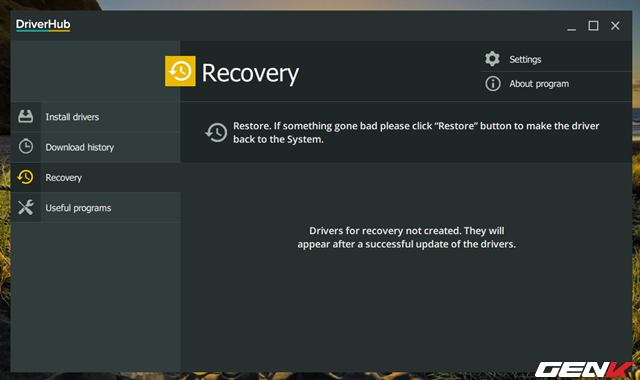 DriverHub
Recovery
Settings
About program
Install drivers
Download history
Recovery
Useful programs
Restore. If something gone bad please click “Restore” button to make the driver
back to the System.
Drivers for recovery not created. They will
appear after a successful update of the drivers.
GENK